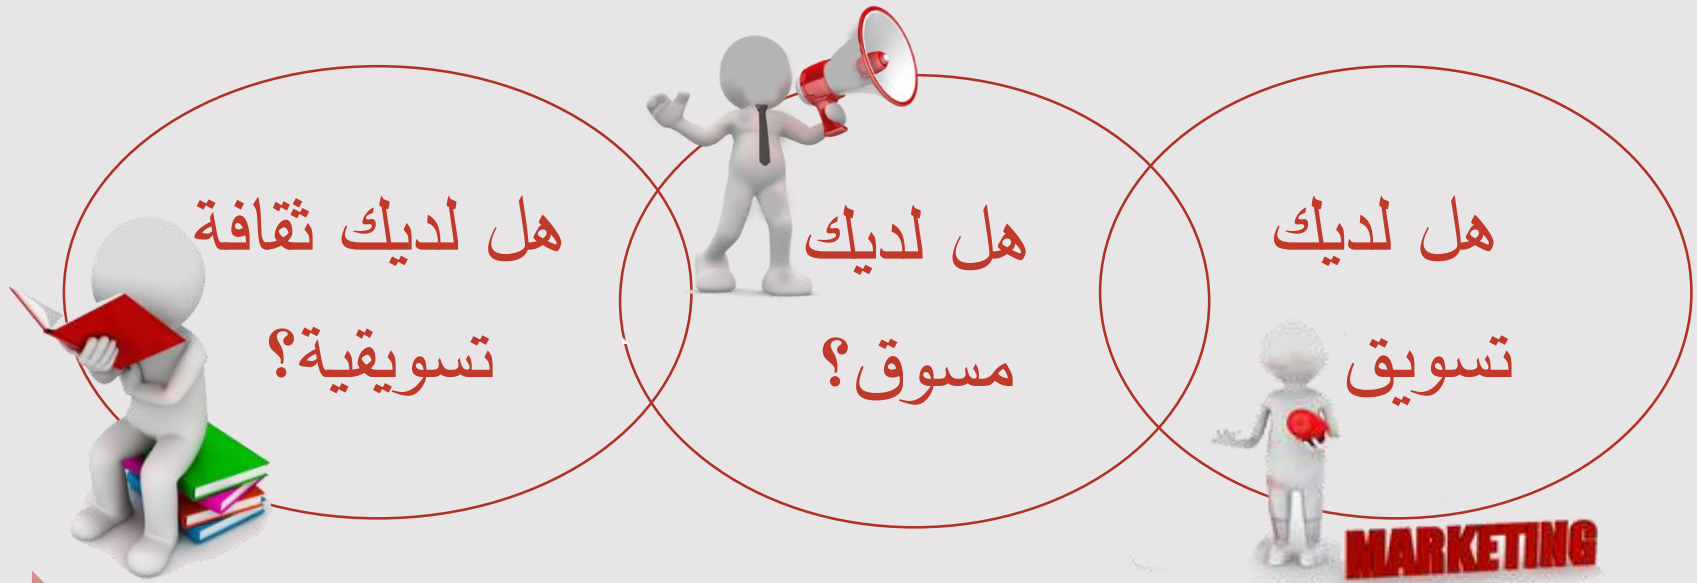 هل لديك
تسويق
هل لديك
مسوق؟
هل لديك ثقافة
تسويقية؟
MARKETING